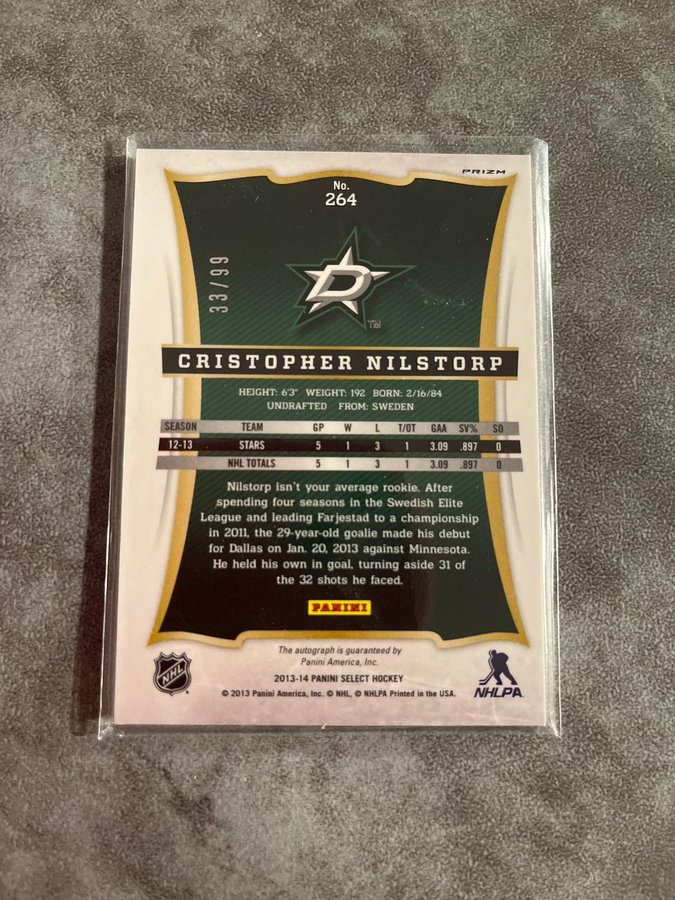 PRIZM
No.
264
33/99
D
TM
CRISTOPHER NILSTORP
HEIGHT: 6'3" WEIGHT: 192 BORN: 2/16/84
UNDRAFTED FROM: SWEDEN
SEASON TEAM GP W L T/OT GAA SV% SO
12-13 STARS 5 1 3 1 3.09 .897 0
NHL TOTALS 5 1 3 1 3.09 .897 0
Nilstorp isn't your average rookie. After
spending four seasons in the Swedish Elite
League and leading Farjestad to a championship
in 2011, the 29-year-old goalie made his debut
for Dallas on Jan. 20, 2013 against Minnesota.
He held his own in goal, turning aside 31 of
the 32 shots he faced.
PANINI
The autograph is guaranteed by
Panini America, Inc.
NHL
2013-14 PANINI SELECT HOCKEY
© 2013 Panini America, Inc. © NHL, © NHLPA Printed in the USA.
NHLPA